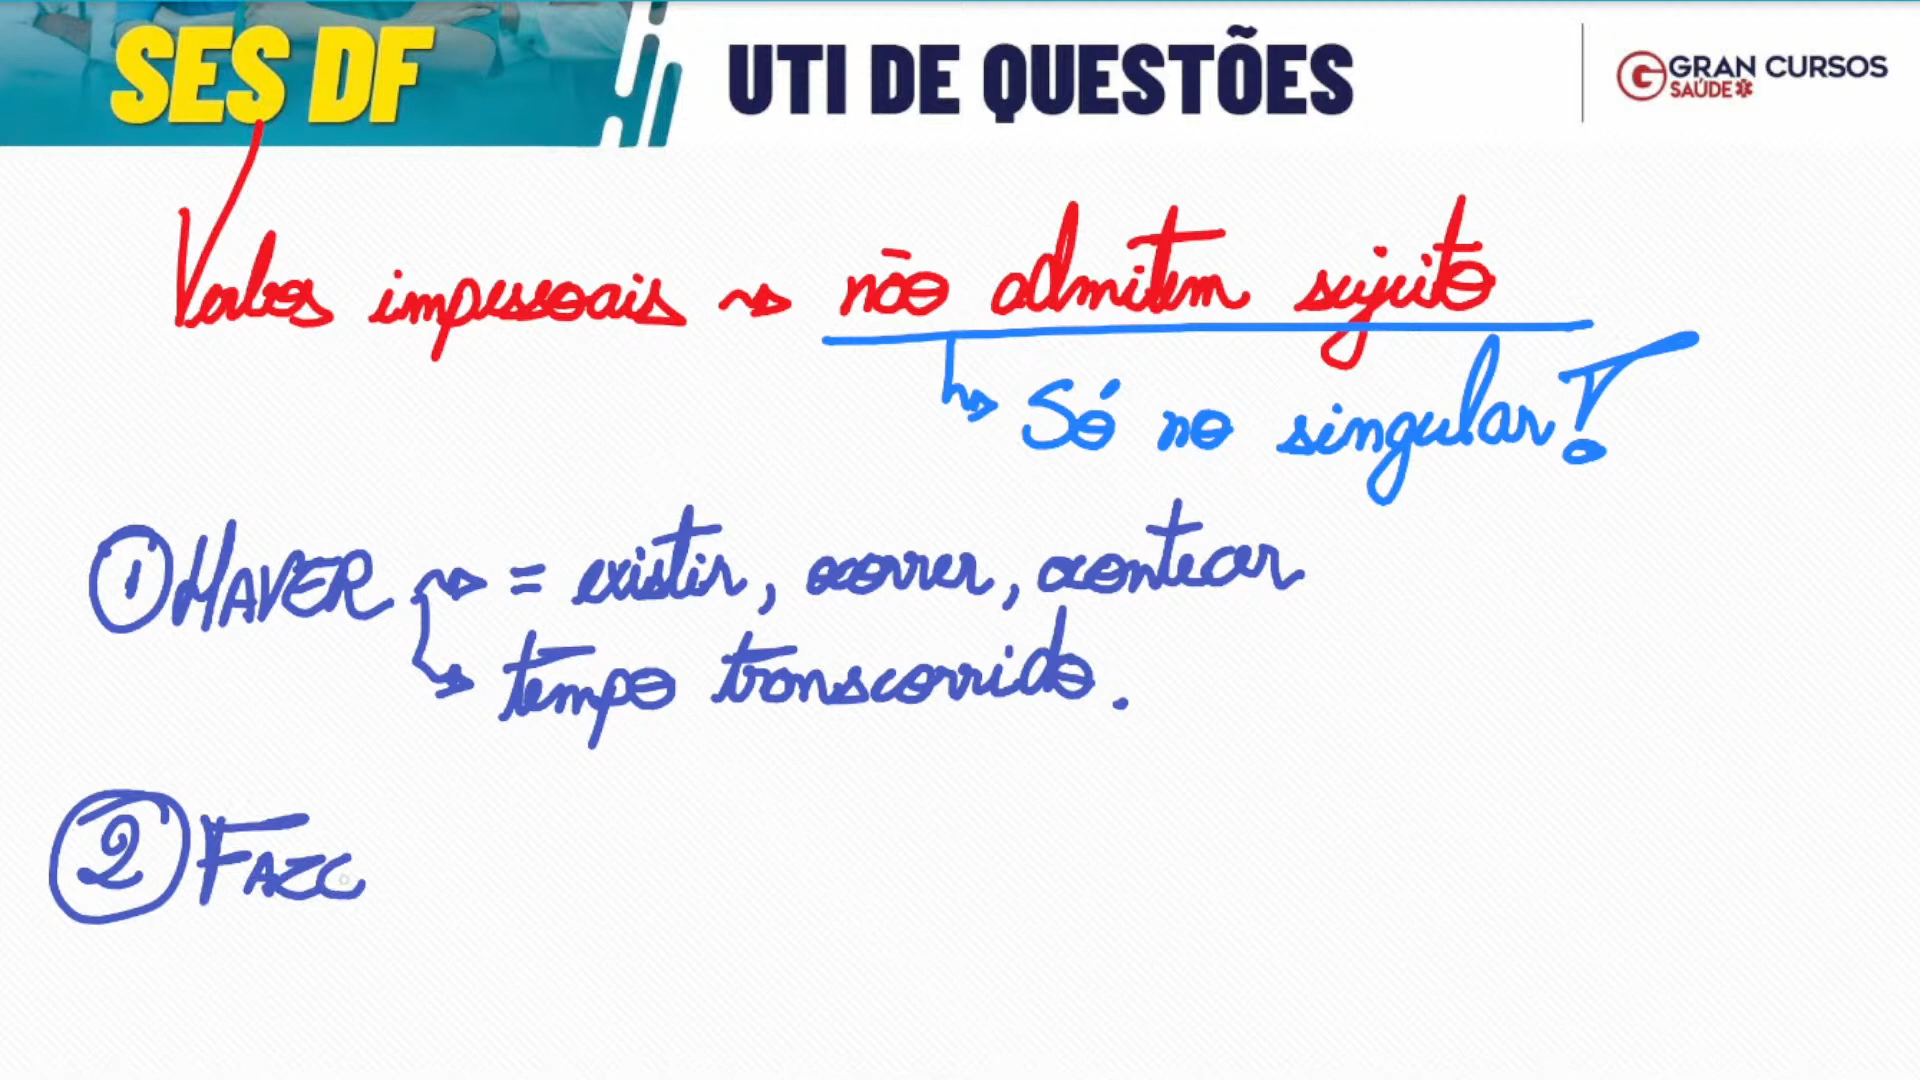 SES DF UTI DE QUESTÕES GRAN CURSOS
SAÚDE
Verbos impessoais → não admitem sujeito
↳ Só no singular!
① HAVER → = existir, ocorrer, acontecer
↳ tempo transcorrido.
② FAZE